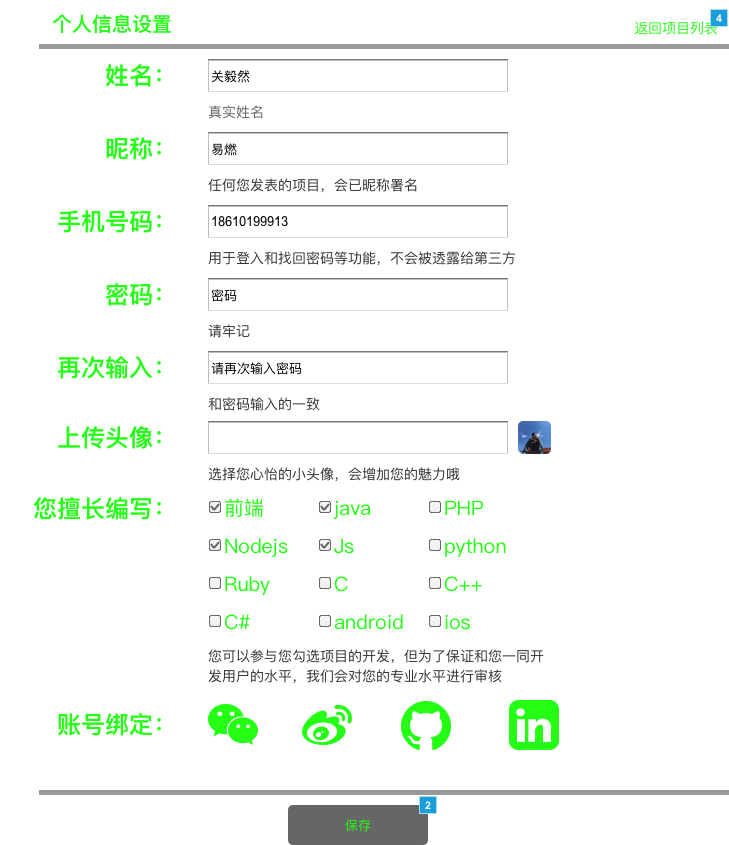 个人信息设置
返回项目列表
4
姓名：
关毅然
真实姓名
昵称：
易燃
任何您发表的项目，会已昵称署名
手机号码：
18610199913
用于登入和找回密码等功能，不会被透露给第三方
密码：
密码
请牢记
再次输入：
请再次输入密码
和密码输入的一致
上传头像：
选择您心怡的小头像，会增加您的魅力哦
您擅长编写：
前端 java PHP
Nodejs Js python
Ruby C C++
C# android ios
您可以参与您勾选项目的开发，但为了保证和您一同开
发用户的水平，我们会对您的专业水平进行审核
账号绑定：
in
2
保存